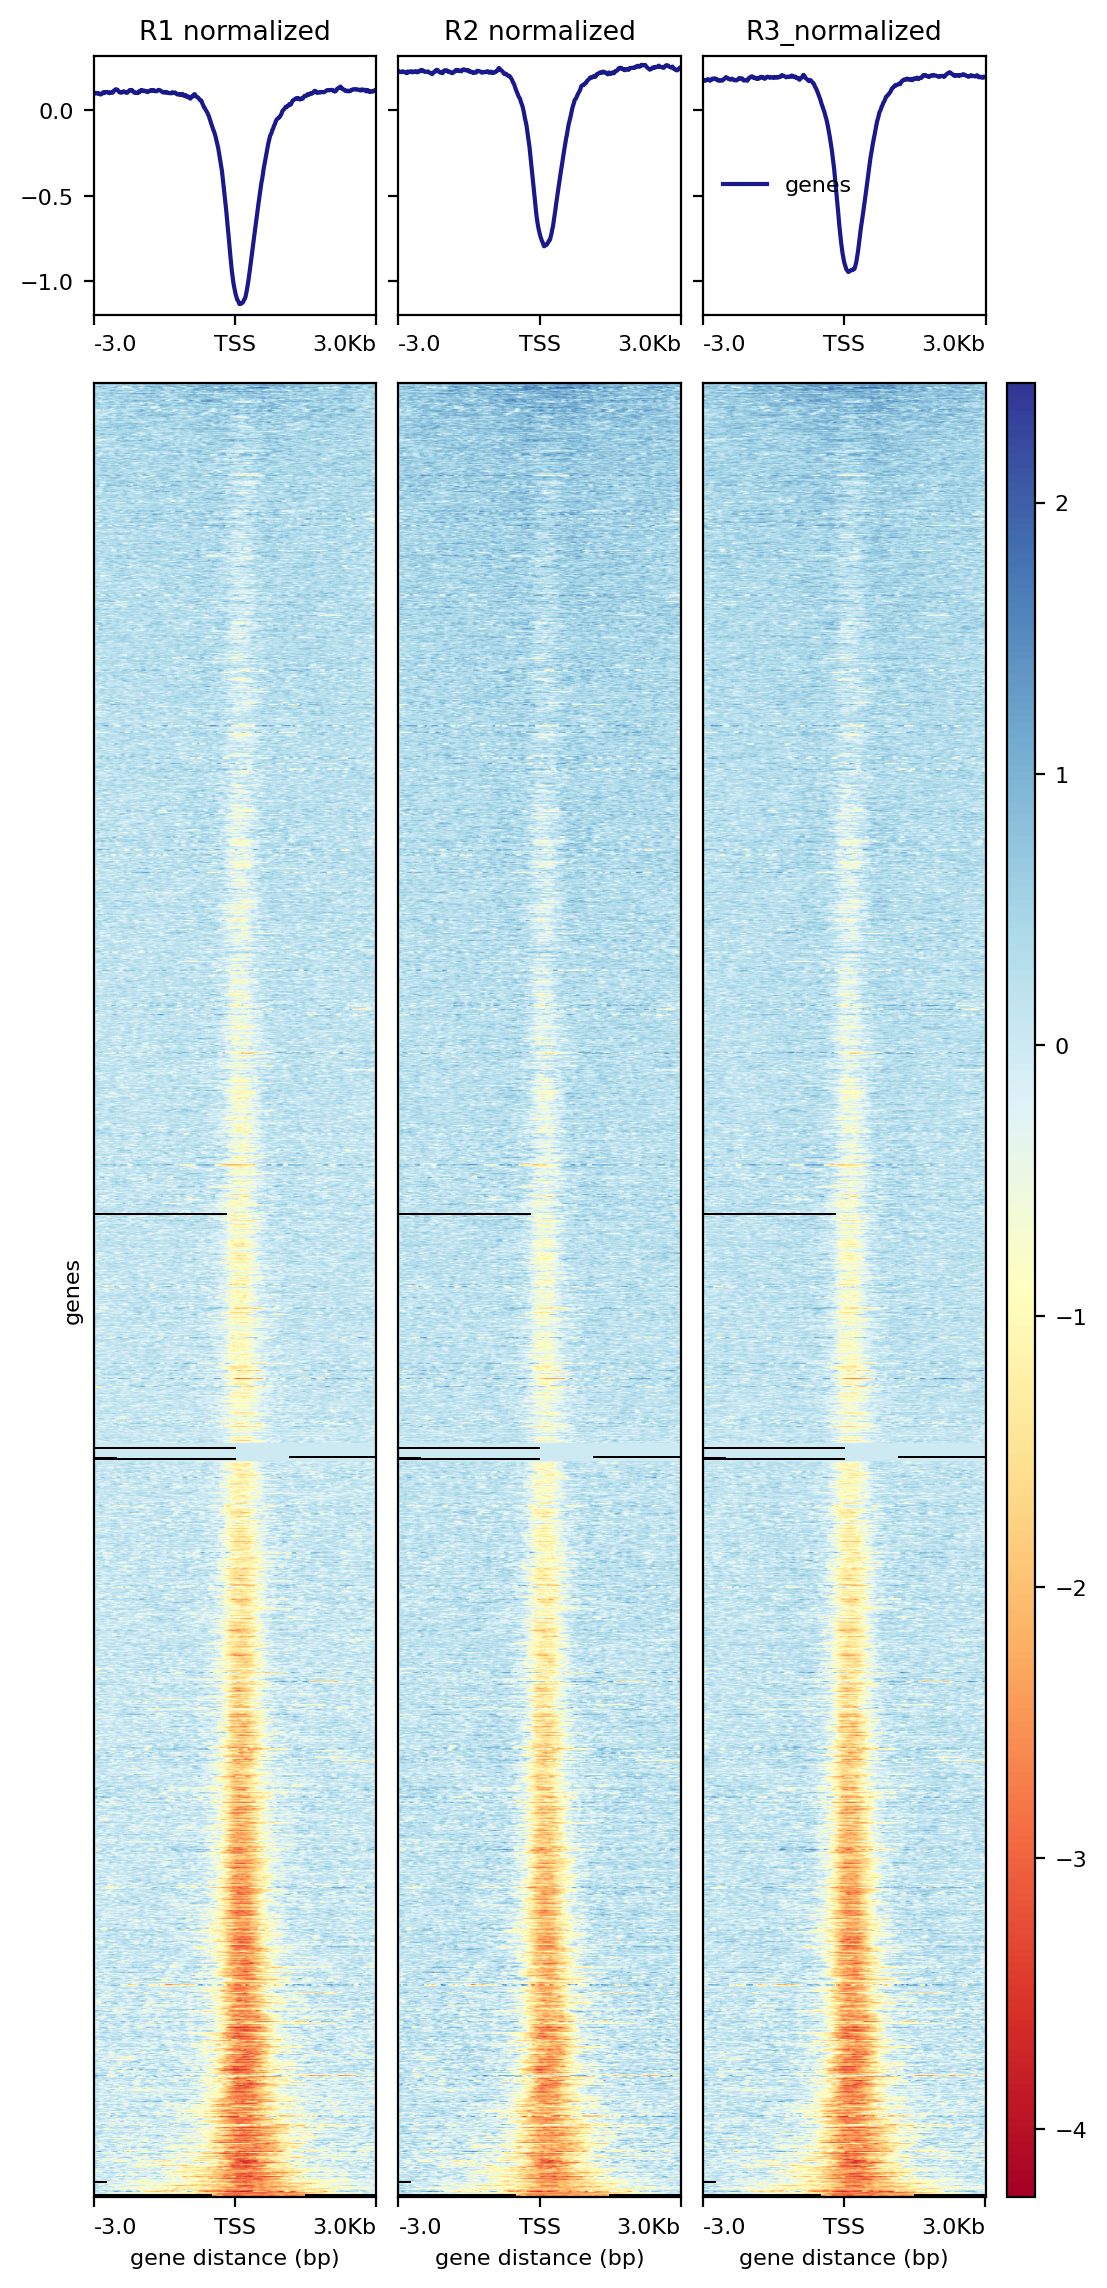 R1 normalized R2 normalized R3_normalized
0.0
−0.5
−1.0
genes
-3.0 TSS 3.0Kb -3.0 TSS 3.0Kb -3.0 TSS 3.0Kb
2
1
0
−1
−2
−3
−4
genes
-3.0 TSS 3.0Kb -3.0 TSS 3.0Kb -3.0 TSS 3.0Kb
gene distance (bp) gene distance (bp) gene distance (bp)